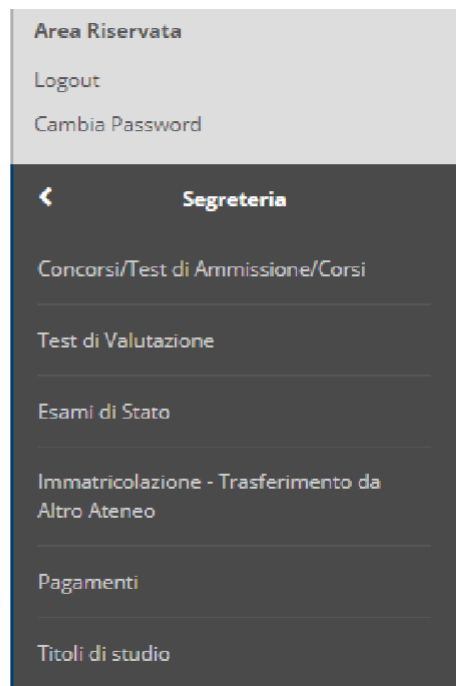 Area Riservata
Logout
Cambia Password
Segreteria
Concorsi/Test di Ammissione/Corsi
Test di Valutazione
Esami di Stato
Immatricolazione - Trasferimento da
Altro Ateneo
Pagamenti
Titoli di studio